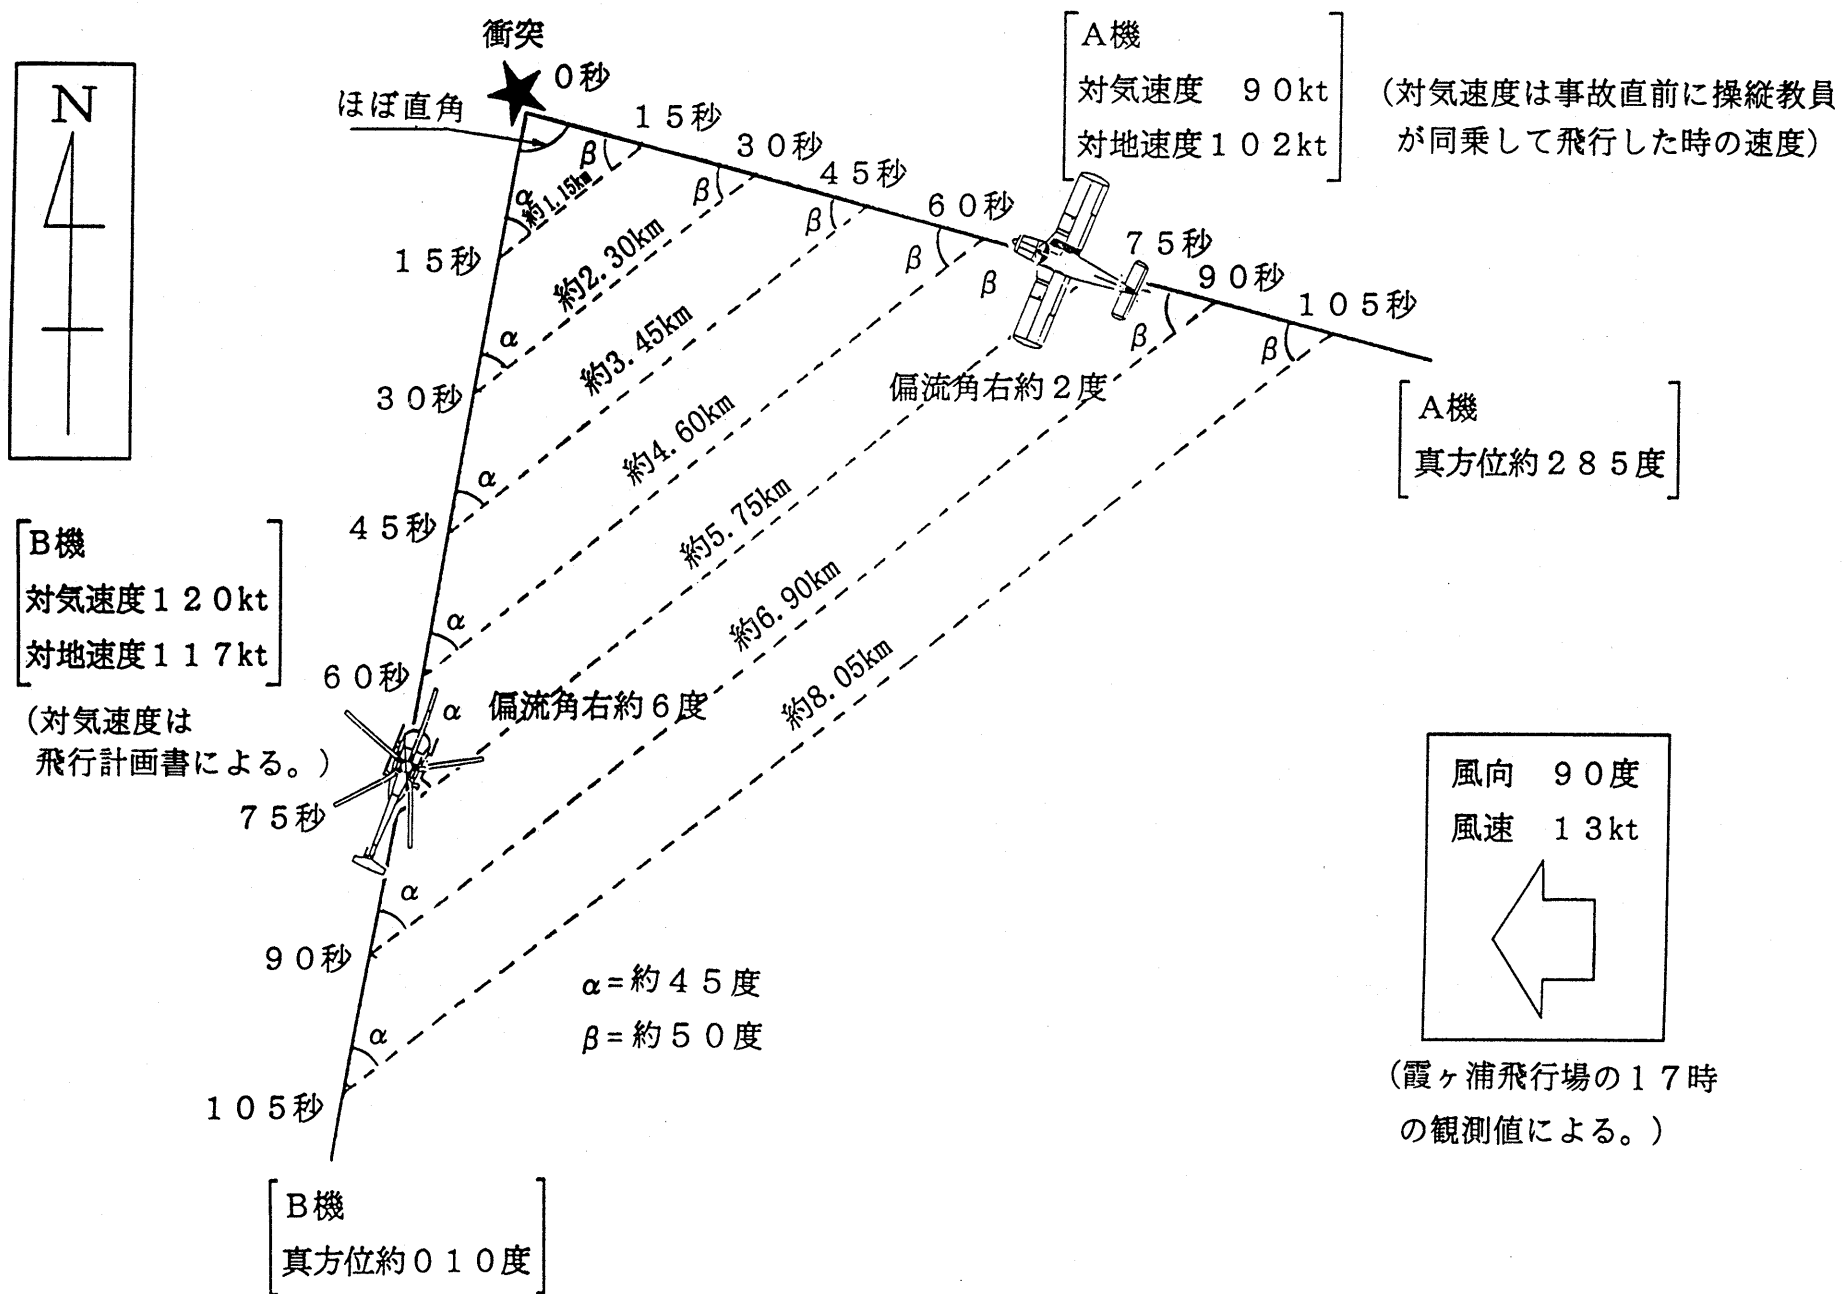 衝突
０秒
ほぼ直角
N
A機
対気速度　９０kt
対地速度１０２kt
(対気速度は事故直前に操縦教員
が同乗して飛行した時の速度)
１５秒
３０秒
４５秒
６０秒
７５秒
９０秒
１０５秒
β
β
β
β
β
β
β
α
α
α
α
α
α
α
約1.15km
約2.30km
約3.45km
約4.60km
約5.75km
約6.90km
約8.05km
１５秒
３０秒
４５秒
６０秒
７５秒
９０秒
１０５秒
偏流角右約２度
A機
真方位約２８５度
B機
対気速度１２０kt
対地速度１１７kt
(対気速度は
飛行計画書による。)
偏流角右約６度
α=約４５度
β=約５０度
風向　９０度
風速　１３kt
(霞ヶ浦飛行場の１７時
の観測値による。)
B機
真方位約０１０度